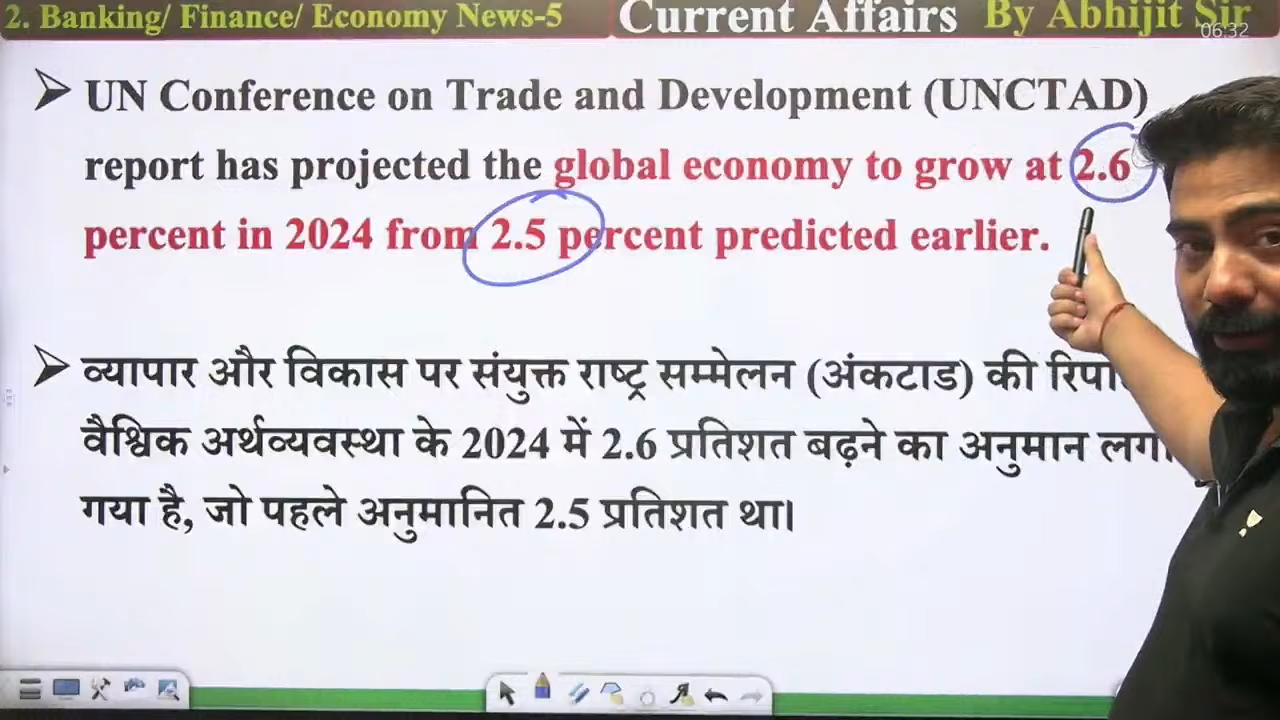 2. Banking/ Finance/ Economy News-5
Current Affairs By Abhijit Sir
06:32
UN Conference on Trade and Development (UNCTAD)
report has projected the global economy to grow at 2.6
percent in 2024 from 2.5 percent predicted earlier.
व्यापार और विकास पर संयुक्त राष्ट्र सम्मेलन (अंकटाड) की
वैश्विक अर्थव्यवस्था के 2024 में 2.6 प्रतिशत बढ़ने का अनुमान
गया है, जो पहले अनुमानित 2.5 प्रतिशत था।